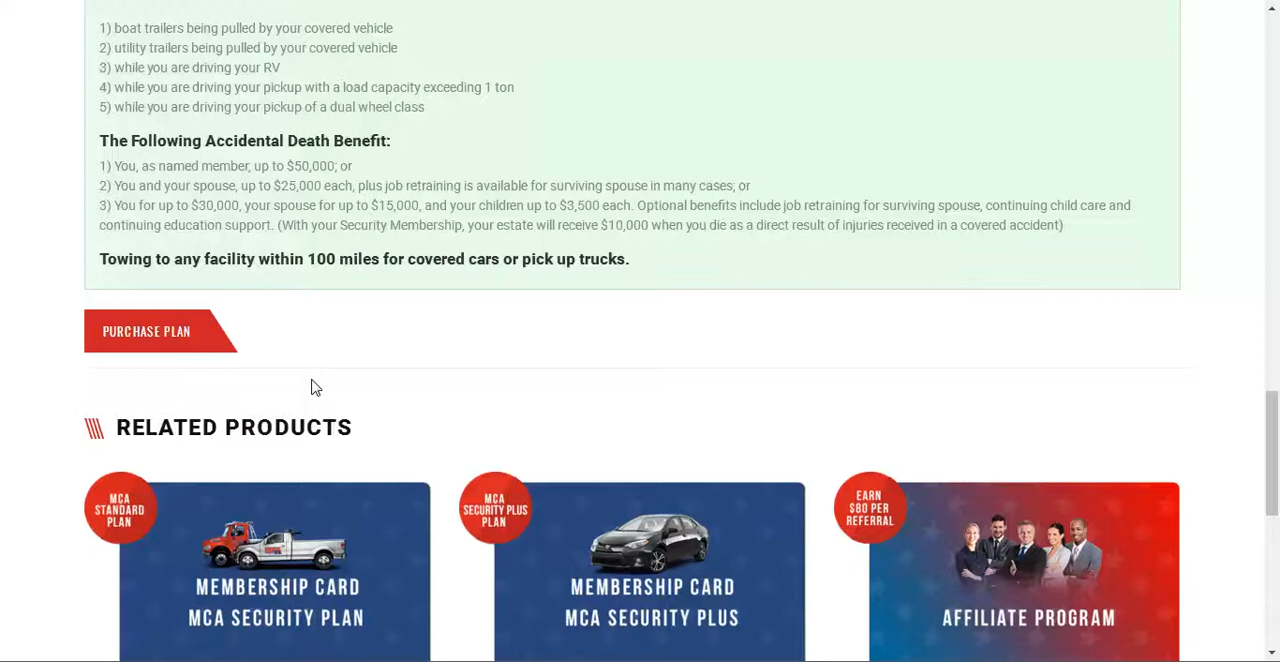 1) boat trailers being pulled by your covered vehicle
2) utility trailers being pulled by your covered vehicle
3) while you are driving your RV
4) while you are driving your pickup with a load capacity exceeding 1 ton
5) while you are driving your pickup of a dual wheel class
The Following Accidental Death Benefit:
1) You, as named member, up to $50,000; or
2) You and your spouse, up to $25,000 each, plus job retraining is available for surviving spouse in many cases; or
3) You for up to $30,000, your spouse for up to $15,000, and your children up to $3,500 each. Optional benefits include job retraining for surviving spouse, continuing child care and
continuing education support. (With your Security Membership, your estate will receive $10,000 when you die as a direct result of injuries received in a covered accident)
Towing to any facility within 100 miles for covered cars or pick up trucks.
PURCHASE PLAN
RELATED PRODUCTS
MCA
STANDARD
PLAN
MEMBERSHIP CARD
MCA SECURITY PLAN
MCA
SECURITY PLUS
PLAN
MEMBERSHIP CARD
MCA SECURITY PLUS
EARN
$80 PER
REFERRAL
AFFILIATE PROGRAM